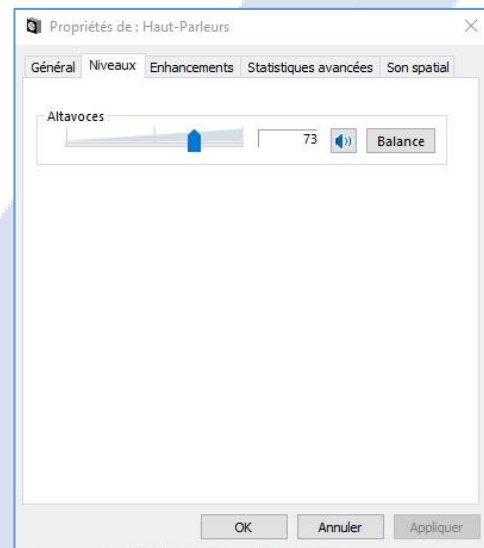 Propriétés de : Haut-Parleurs
Général Niveaux Enhancements Statistiques avancées Son spatial
Altavoces
73 Balance
OK Annuler Appliquer